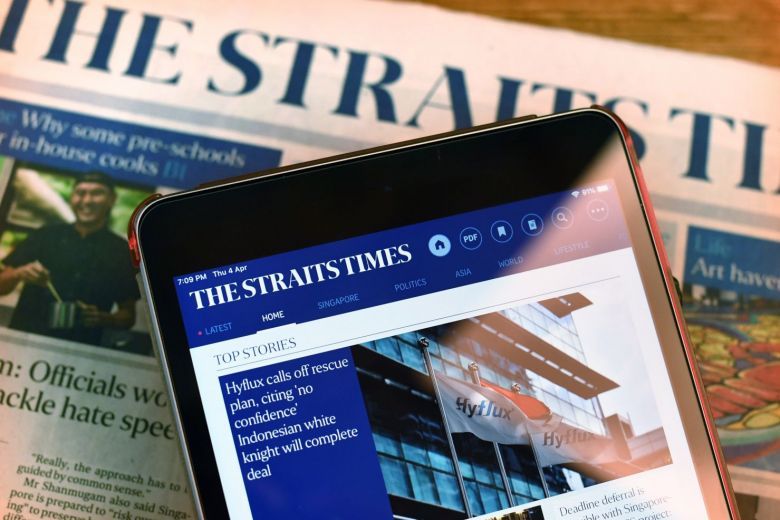 THE STRAITS TI
Why some pre-schools
in-house cooks B1
Life
Art haven
m: Officials wo
ackle hate spee
"Really, the approach has to
guided by common sense."
Mr Shanmugam also said Singa-
pore is prepared to "risk
7:09 PM Thu 4 Apr
91%
THE STRAITS TIMES
PDF
LATEST
HOME
SINGAPORE
POLITICS
ASIA
WORLD
LIFESTYLE
TOP STORIES
Hyflux calls off rescue
plan, citing 'no
confidence'
Indonesian white
knight will complete
deal
Hyflux
Hyflux
Deadline deferral is
possible with Singapore-